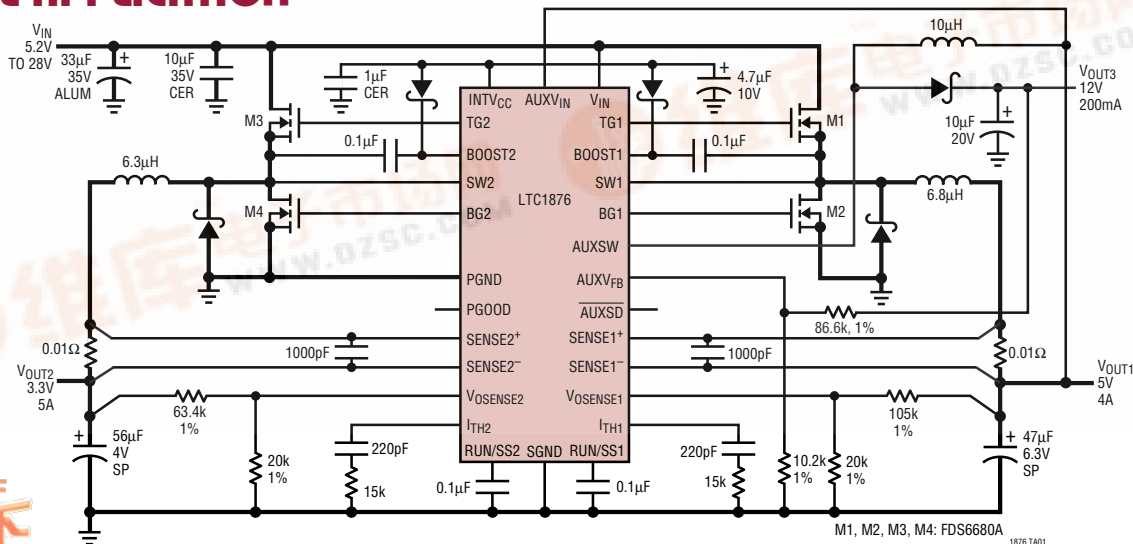 V_IN
5.2V
TO 28V
33µF
35V
ALUM
+
10µF
35V
CER
1µF
CER
+
4.7µF
10V
10µH
V_OUT3
12V
200mA
+
10µF
20V
M3
M1
0.1µF
0.1µF
INTV_CC
AUXV_IN
V_IN
TG2
TG1
BOOST2
BOOST1
SW2
SW1
LTC1876
BG2
BG1
AUXSW
PGND
AUXV_FB
PGOOD
AUXSD
SENSE2+
SENSE1+
SENSE2–
SENSE1–
V_OSENSE2
V_OSENSE1
I_TH2
I_TH1
RUN/SS2
SGND
RUN/SS1
6.3µH
6.8µH
M4
M2
86.6k, 1%
0.01Ω
1000pF
1000pF
0.01Ω
V_OUT2
3.3V
5A
V_OUT1
5V
4A
63.4k
1%
105k
1%
+
56µF
4V
SP
20k
1%
220pF
15k
0.1µF
0.1µF
220pF
15k
10.2k
1%
20k
1%
+
47µF
6.3V
SP
M1, M2, M3, M4: FDS6680A
1876 TA01
WWW.DZSC.COM